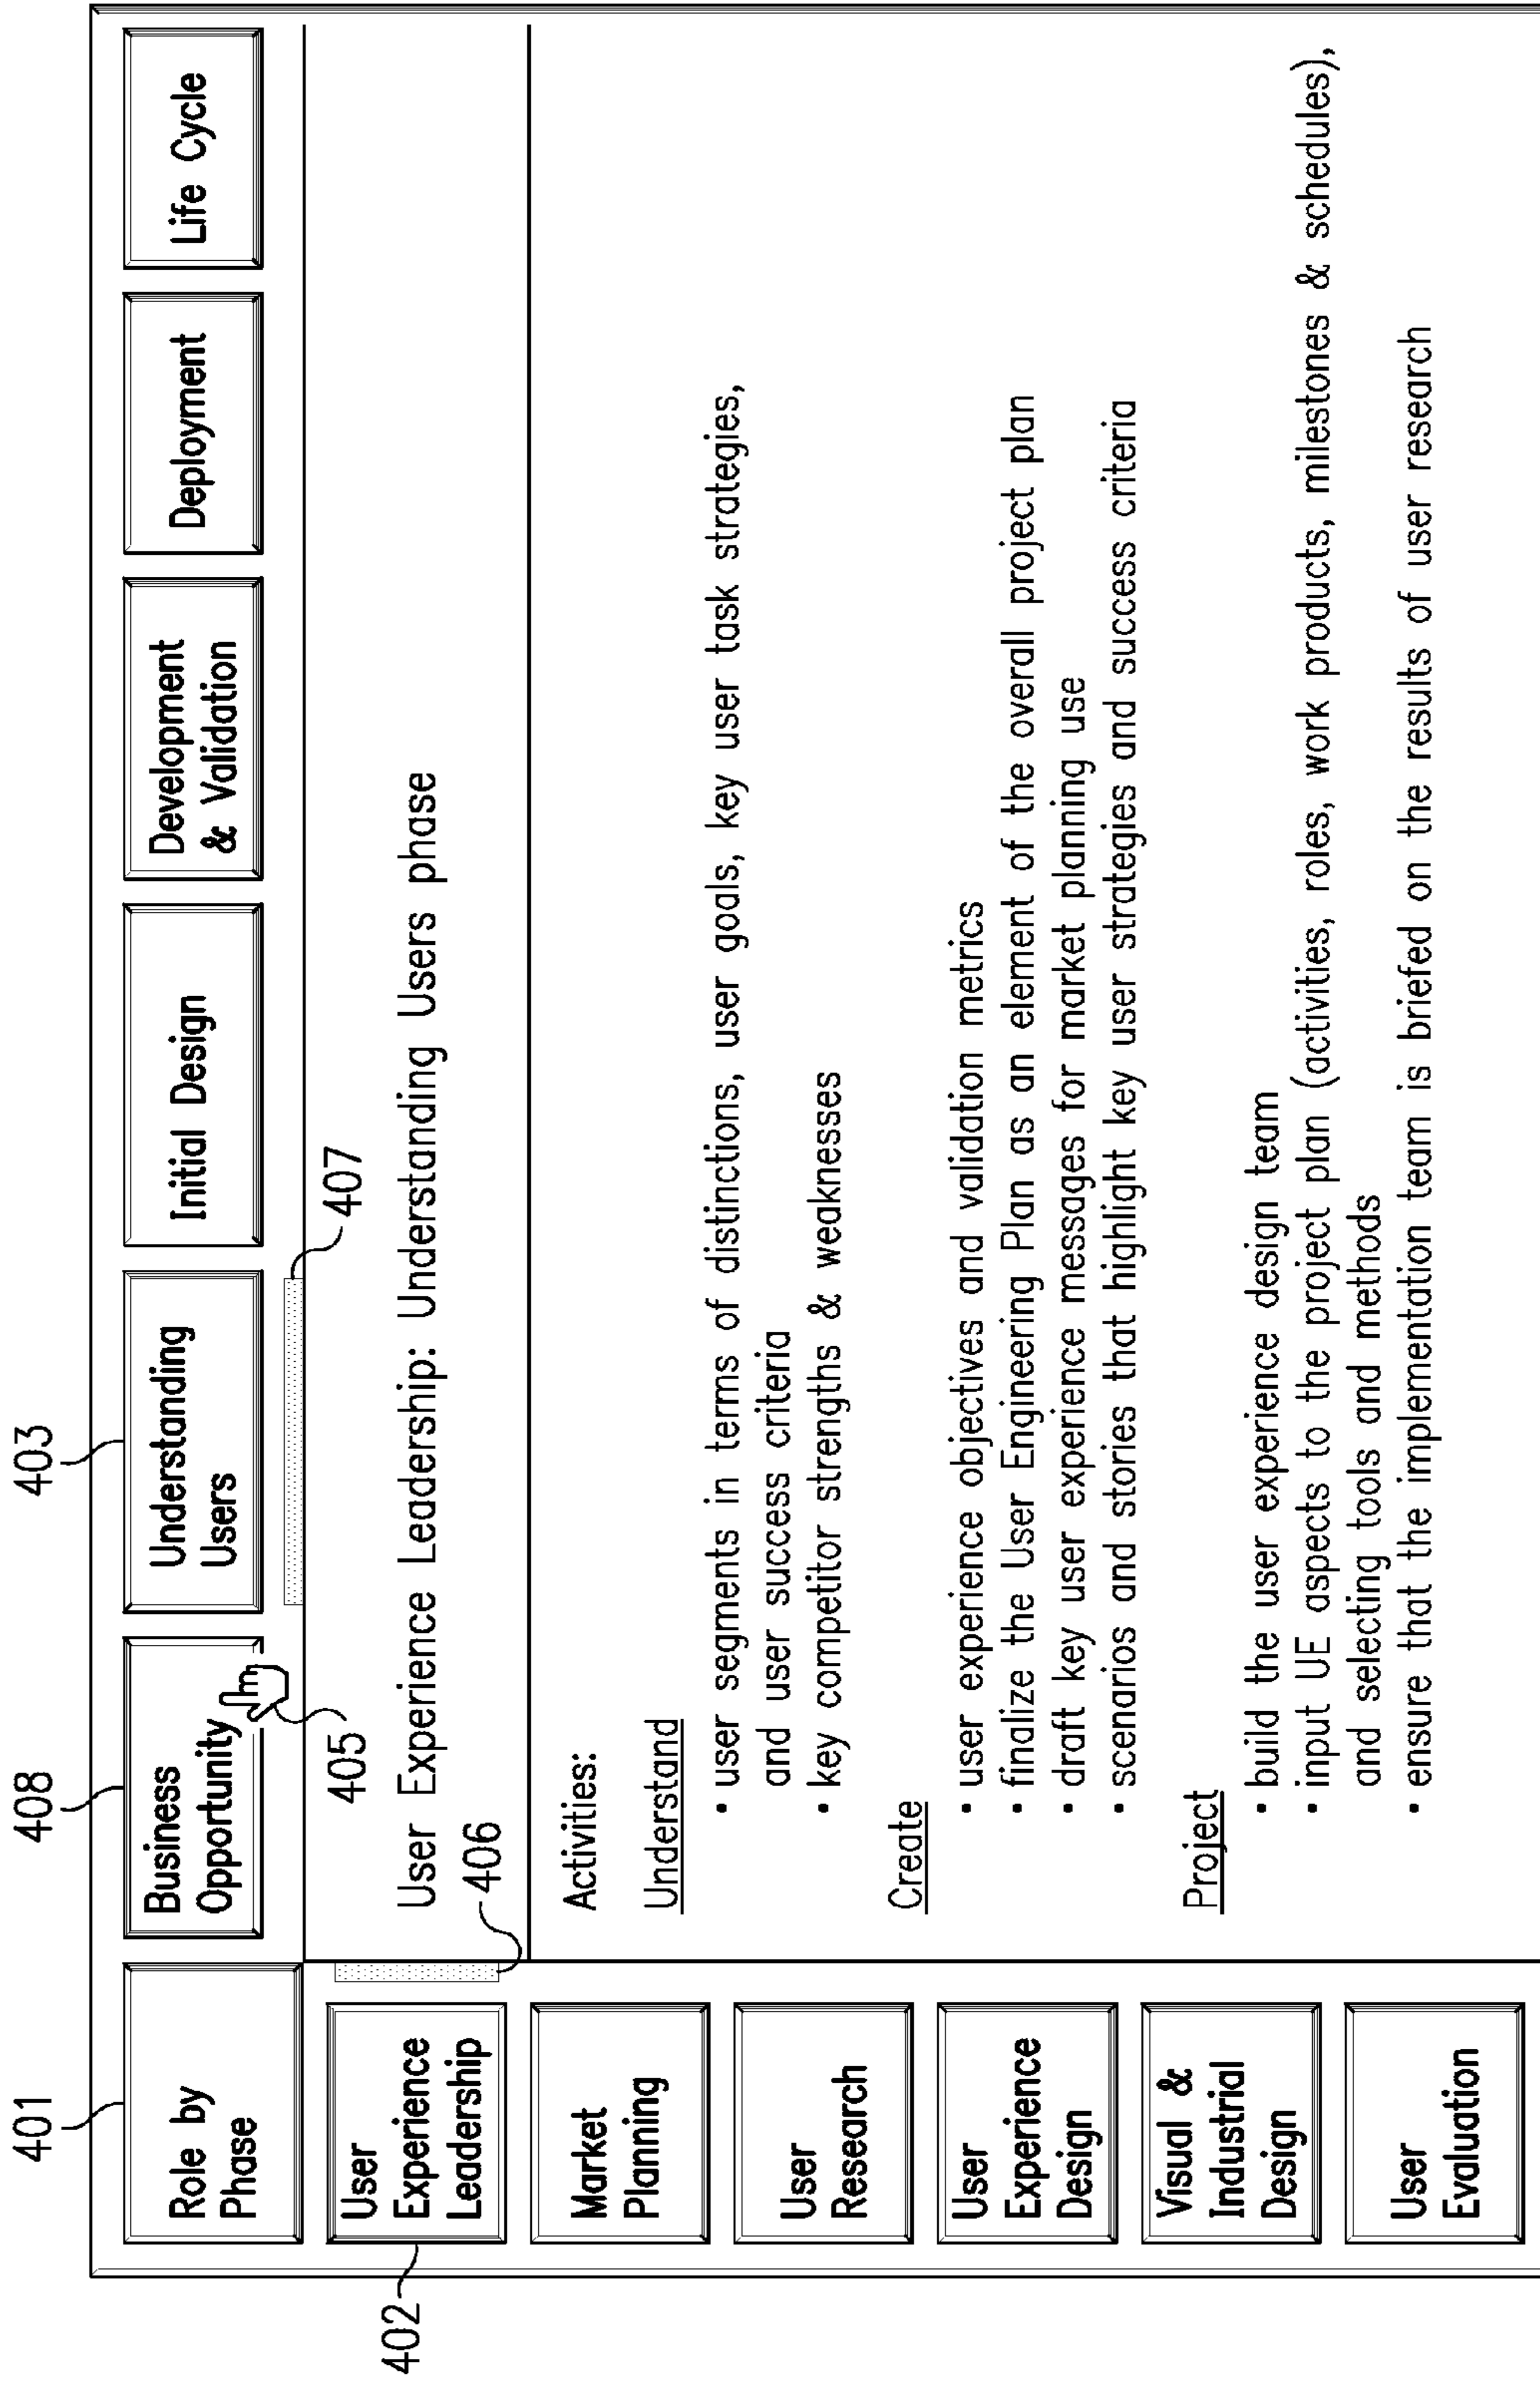 401
408
403
Role by
Phase
Business
Opportunity
Understanding
Users
Initial Design
Development
& Validation
Deployment
Life Cycle
405
407
402
User
Experience
Leadership
Market
Planning
User
Research
User
Experience
Design
Visual &
Industrial
Design
User
Evaluation
User Experience Leadership: Understanding Users phase
406
Activities:
Understand
• user segments in terms of distinctions, user goals, key user task strategies,
and user success criteria
• key competitor strengths & weaknesses
Create
• user experience objectives and validation metrics
• finalize the User Engineering Plan as an element of the overall project plan
• draft key user experience messages for market planning use
• scenarios and stories that highlight key user strategies and success criteria
Project
• build the user experience design team
• input UE aspects to the project plan (activities, roles, work products, milestones & schedules),
and selecting tools and methods
• ensure that the implementation team is briefed on the results of user research